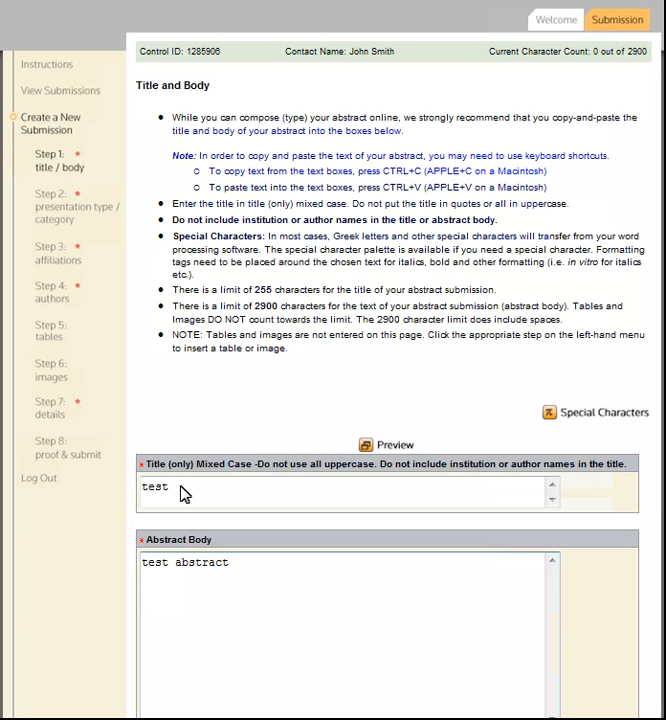 Welcome
Submission
Control ID: 1285906
Contact Name: John Smith
Current Character Count: 0 out of 2900
Instructions
View Submissions
Create a New
Submission
Step 1: *
title / body
Step 2: *
presentation type /
category
Step 3: *
affiliations
Step 4: *
authors
Step 5:
tables
Step 6:
images
Step 7: *
details
Step 8:
proof & submit
Log Out
Title and Body
• While you can compose (type) your abstract online, we strongly recommend that you copy-and-paste the
title and body of your abstract into the boxes below.
Note: In order to copy and paste the text of your abstract, you may need to use keyboard shortcuts.
○ To copy text from the text boxes, press CTRL+C (APPLE+C on a Macintosh)
○ To paste text into the text boxes, press CTRL+V (APPLE+V on a Macintosh)
• Enter the title in title (only) mixed case. Do not put the title in quotes or all in uppercase.
• Do not include institution or author names in the title or abstract body.
• Special Characters: In most cases, Greek letters and other special characters will transfer from your word
processing software. The special character palette is available if you need a special character. Formatting
tags need to be placed around the chosen text for italics, bold and other formatting (i.e. in vitro for italics
etc.).
• There is a limit of 255 characters for the title of your abstract submission.
• There is a limit of 2900 characters for the text of your abstract submission (abstract body). Tables and
Images DO NOT count towards the limit. The 2900 character limit does include spaces.
• NOTE: Tables and images are not entered on this page. Click the appropriate step on the left-hand menu
to insert a table or image.
π Special Characters
Preview
* Title (only) Mixed Case -Do not use all uppercase. Do not include institution or author names in the title.
test
* Abstract Body
test abstract